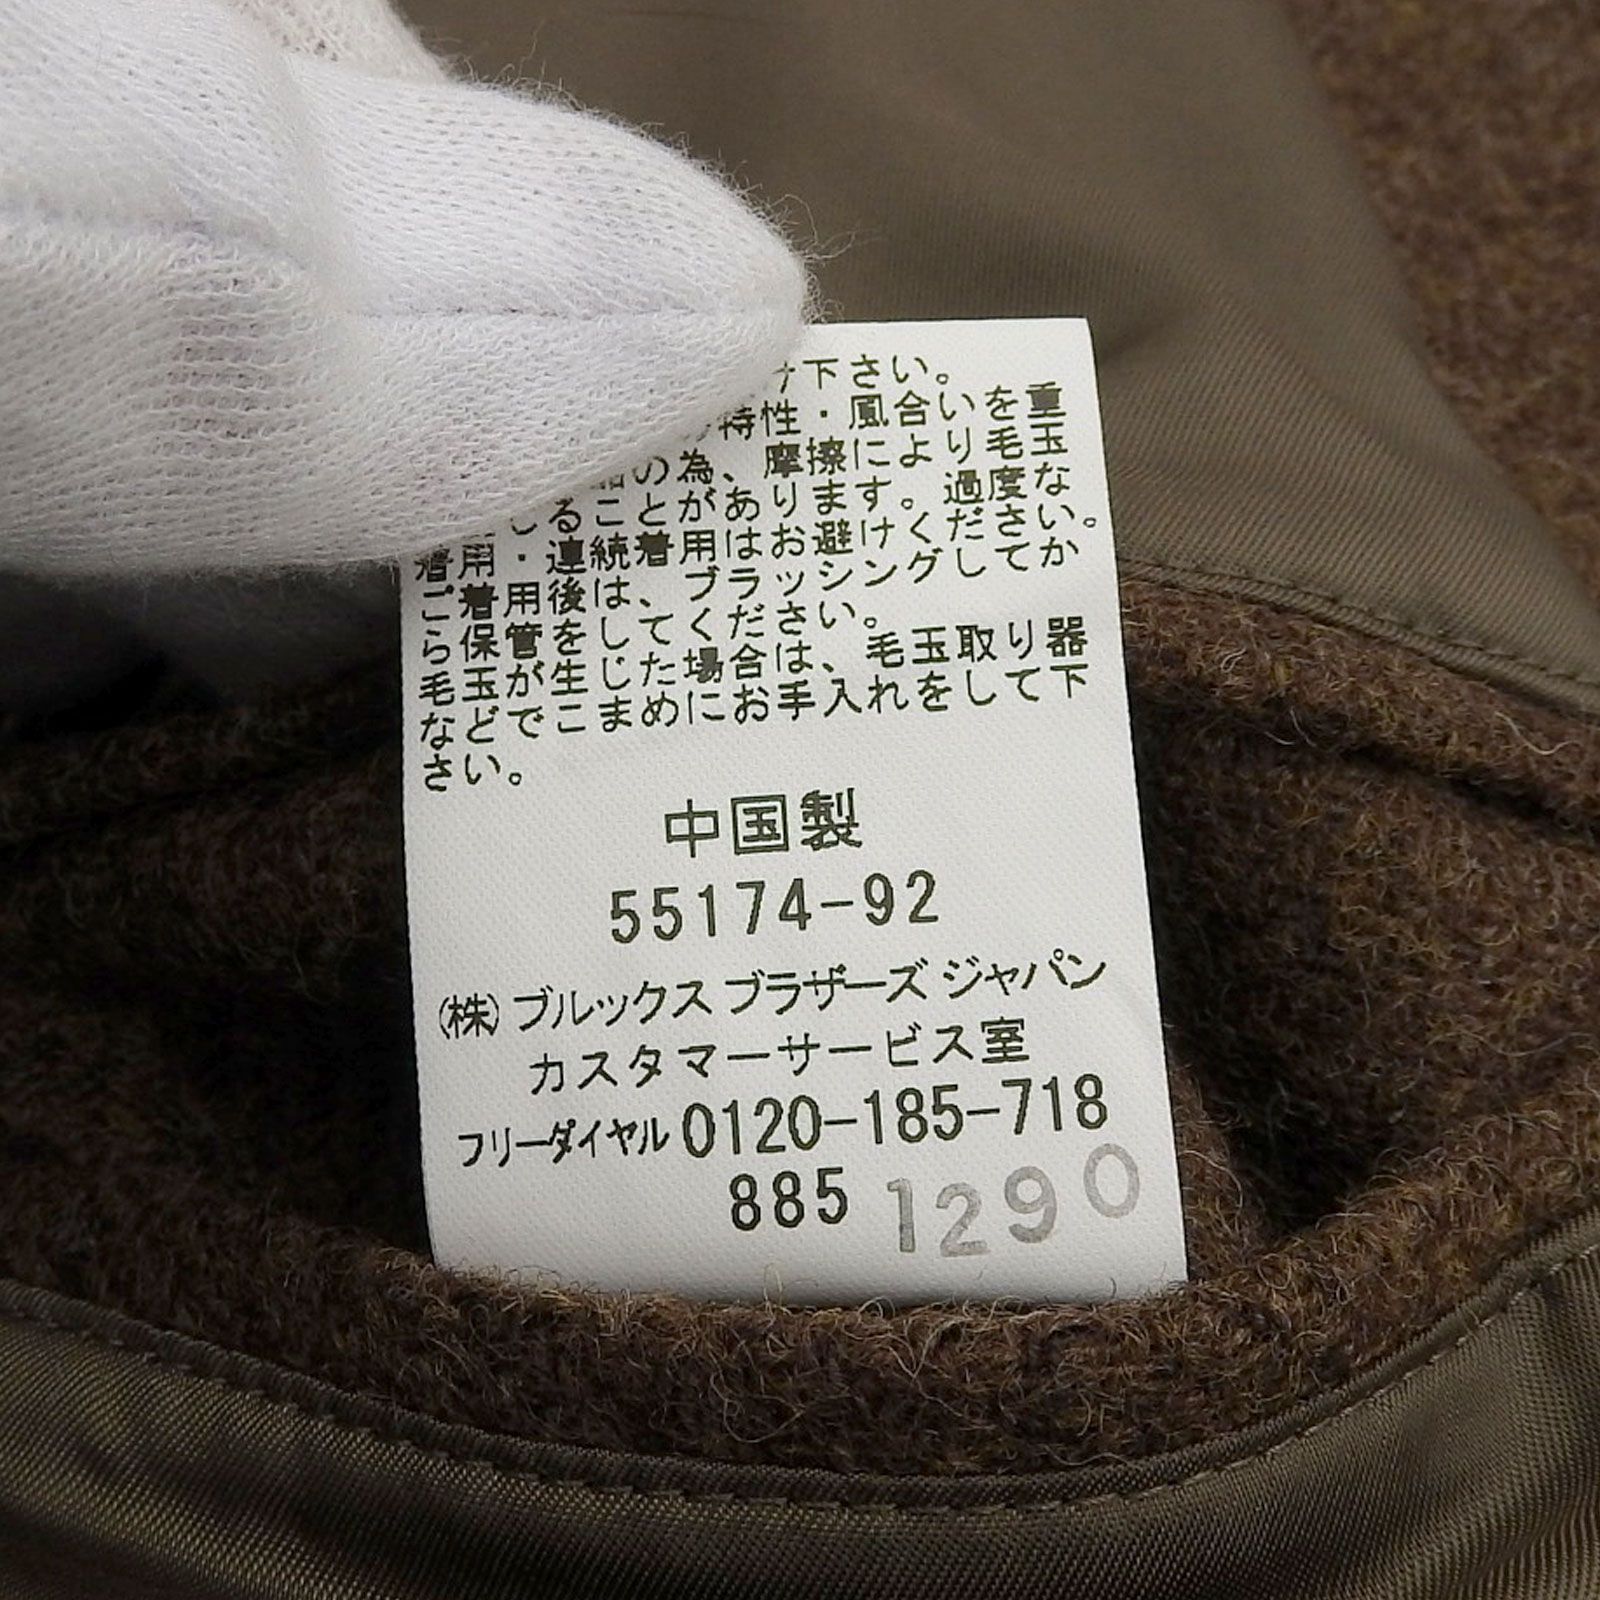 け下さい。
特性・風合いを重
の為、摩擦により毛玉
じることがあります。過度な
着用・連続着用はお避けください。
ご着用後は、ブラッシングしてか
ら保管をしてください。
毛玉が生じた場合は、毛玉取り器
などでこまめにお手入れをして下
さい。
中国製
55174-92
(株)ブルックス ブラザーズ ジャパン
カスタマーサービス室
フリーダイヤル 0120-185-718
885 1290